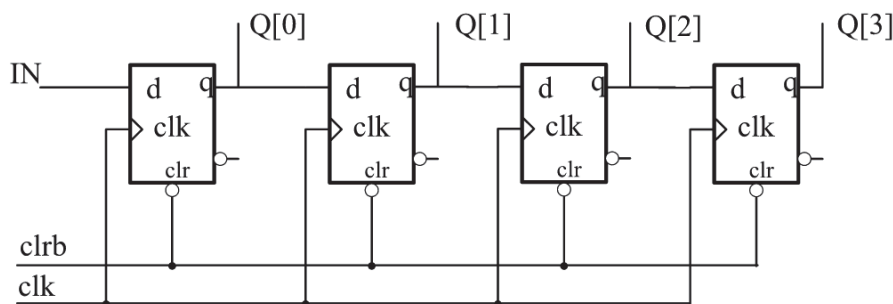 Q[0] Q[1] Q[2] Q[3]
IN d q d q d q d q
clk clk clk clk
clr clr clr clr
clrb
clk